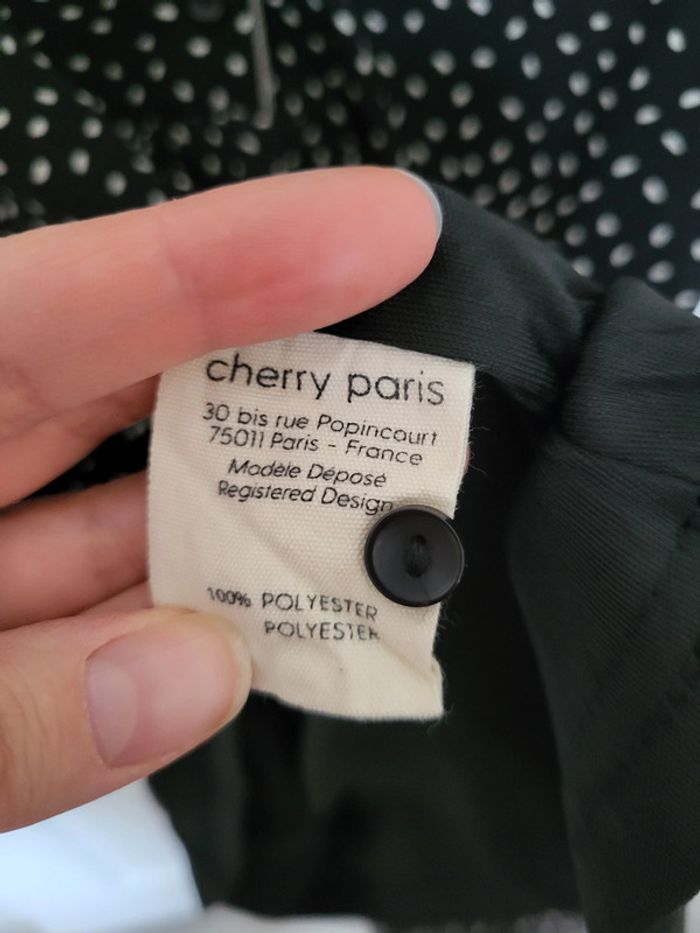 cherry paris
30 bis rue Popincourt
75011 Paris - France
Modèle Déposé
Registered Design
100% POLYESTER
POLYESTER